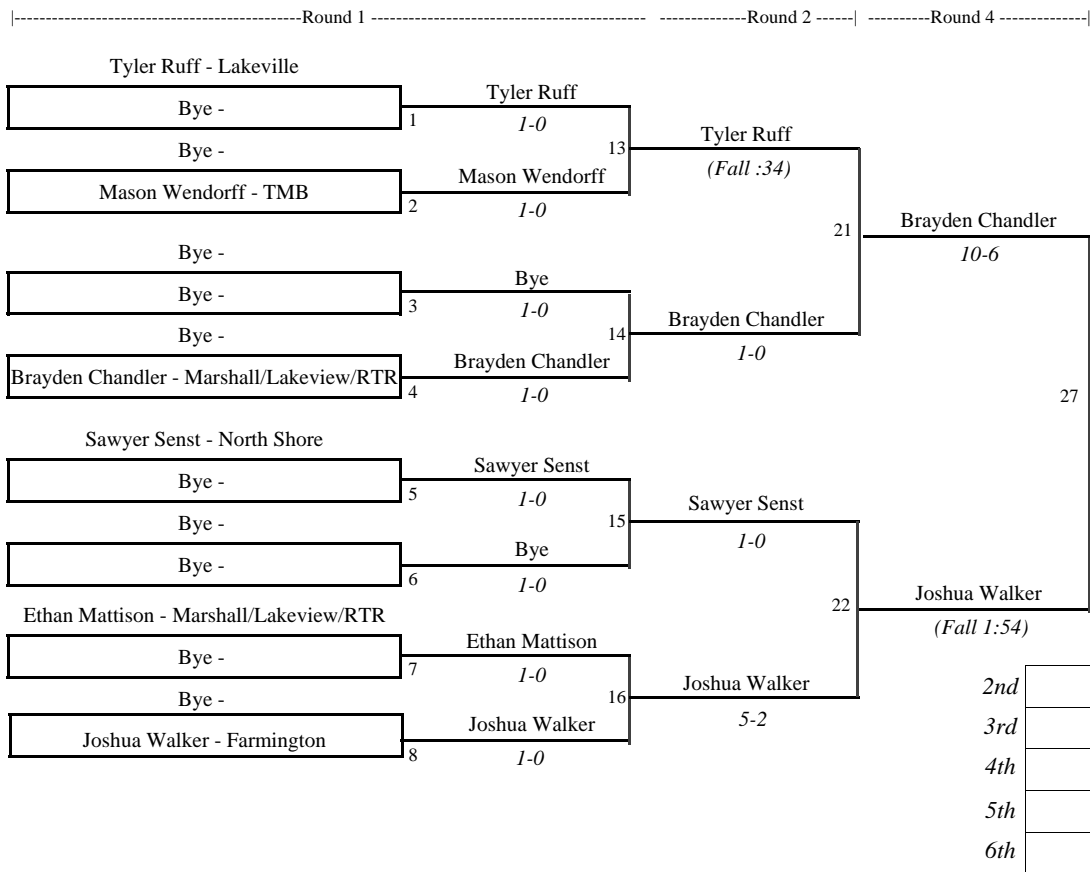 |----------------------------------------------Round 1 -------------------------------------------- ----------------Round 2 ------| -----------Round 4 --------------|
Tyler Ruff - Lakeville
Bye -
1
Tyler Ruff
1-0
Bye -
Mason Wendorff - TMB
2
Mason Wendorff
1-0
13
Tyler Ruff
(Fall :34)
Bye -
Bye -
3
Bye
1-0
Bye -
Brayden Chandler - Marshall/Lakeview/RTR
4
Brayden Chandler
1-0
14
Brayden Chandler
1-0
21
Brayden Chandler
10-6
Sawyer Senst - North Shore
Bye -
5
Sawyer Senst
1-0
Bye -
Bye -
6
Bye
1-0
15
Sawyer Senst
1-0
Ethan Mattison - Marshall/Lakeview/RTR
Bye -
7
Ethan Mattison
1-0
Bye -
Joshua Walker - Farmington
8
Joshua Walker
1-0
16
Joshua Walker
5-2
22
Joshua Walker
(Fall 1:54)
27
2nd
3rd
4th
5th
6th